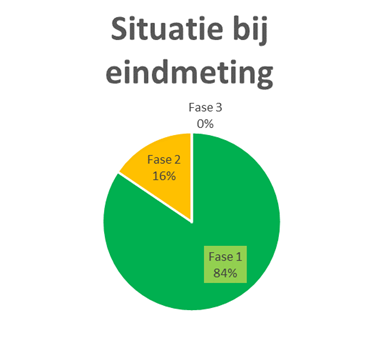 Situatie bij
eindmeting
Fase 3
0%
Fase 2
16%
Fase 1
84%